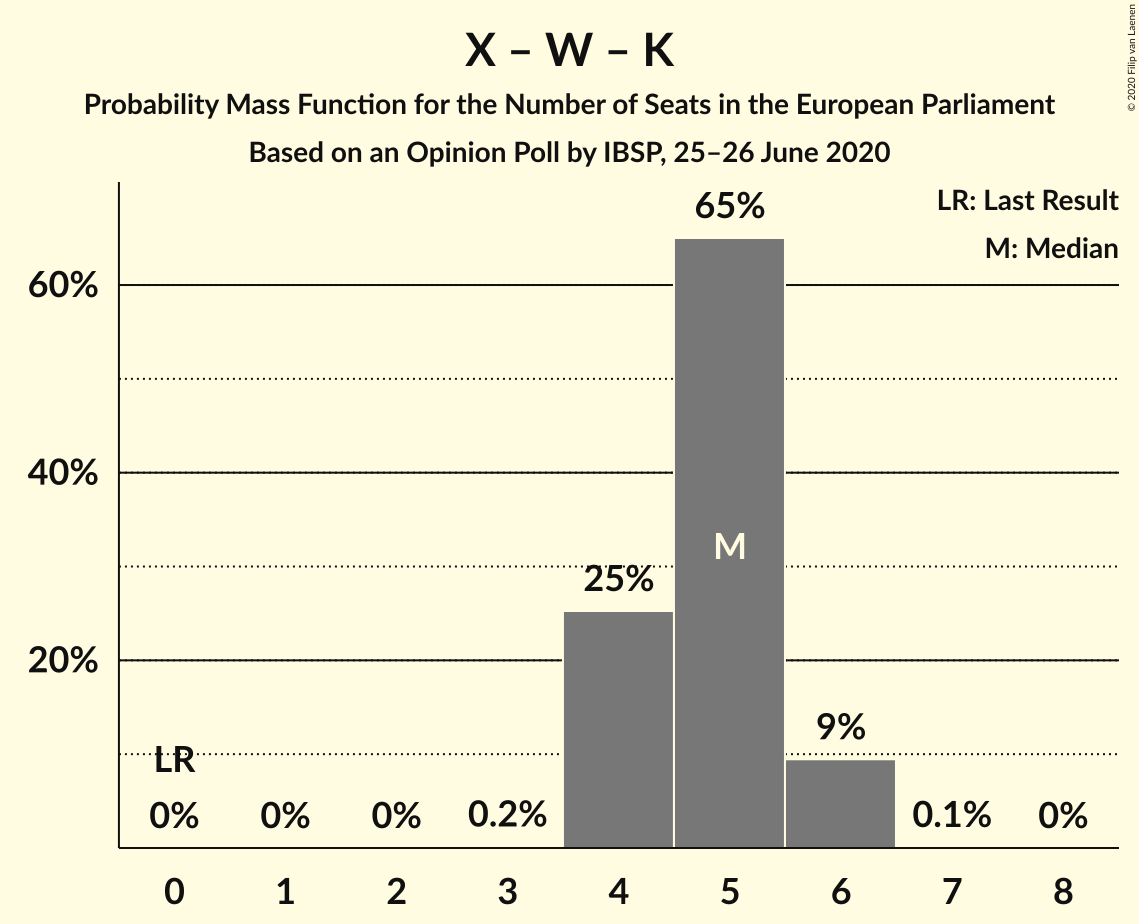 X – W – K
Probability Mass Function for the Number of Seats in the European Parliament
Based on an Opinion Poll by IBSP, 25–26 June 2020
© 2020 Filip van Laenen
LR: Last Result
M: Median
65%
60%
40%
M
25%
20%
9%
LR
0%
0%
0%
0.2%
0.1%
0%
0 1 2 3 4 5 6 7 8